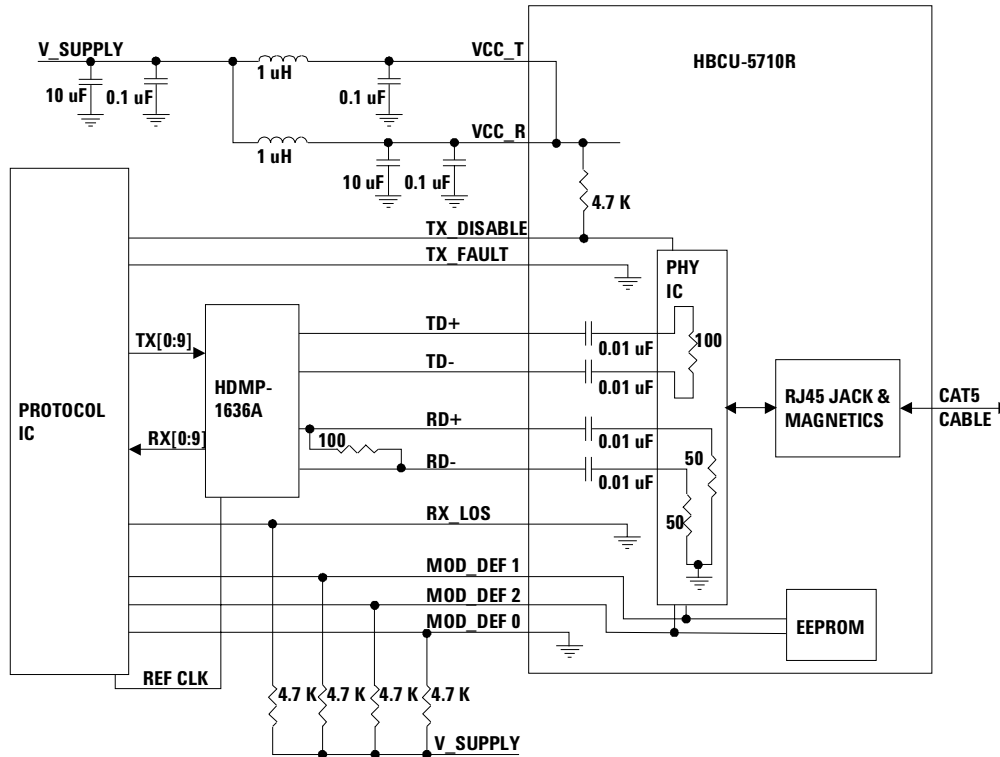 V_SUPPLY
10 uF
0.1 uF
1 uH
0.1 uF
VCC_T
1 uH
10 uF
0.1 uF
VCC_R
HBCU-5710R
4.7 K
TX_DISABLE
TX_FAULT
PROTOCOL
IC
TX[0:9]
RX[0:9]
HDMP-
1636A
TD+
0.01 uF
TD-
0.01 uF
RD+
0.01 uF
100
RD-
0.01 uF
PHY
IC
100
50
50
RJ45 JACK &
MAGNETICS
CAT5
CABLE
RX_LOS
MOD_DEF 1
MOD_DEF 2
MOD_DEF 0
EEPROM
REF CLK
4.7 K
4.7 K
4.7 K
4.7 K
V_SUPPLY